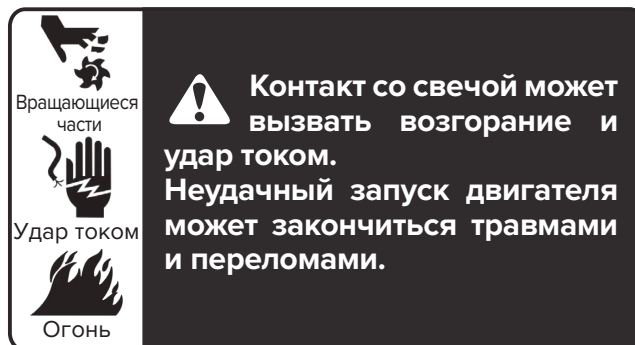 Вращающиеся
части
Удар током
Огонь
Контакт со свечой может
вызвать возгорание и
удар током.
Неудачный запуск двигателя
может закончиться травмами
и переломами.